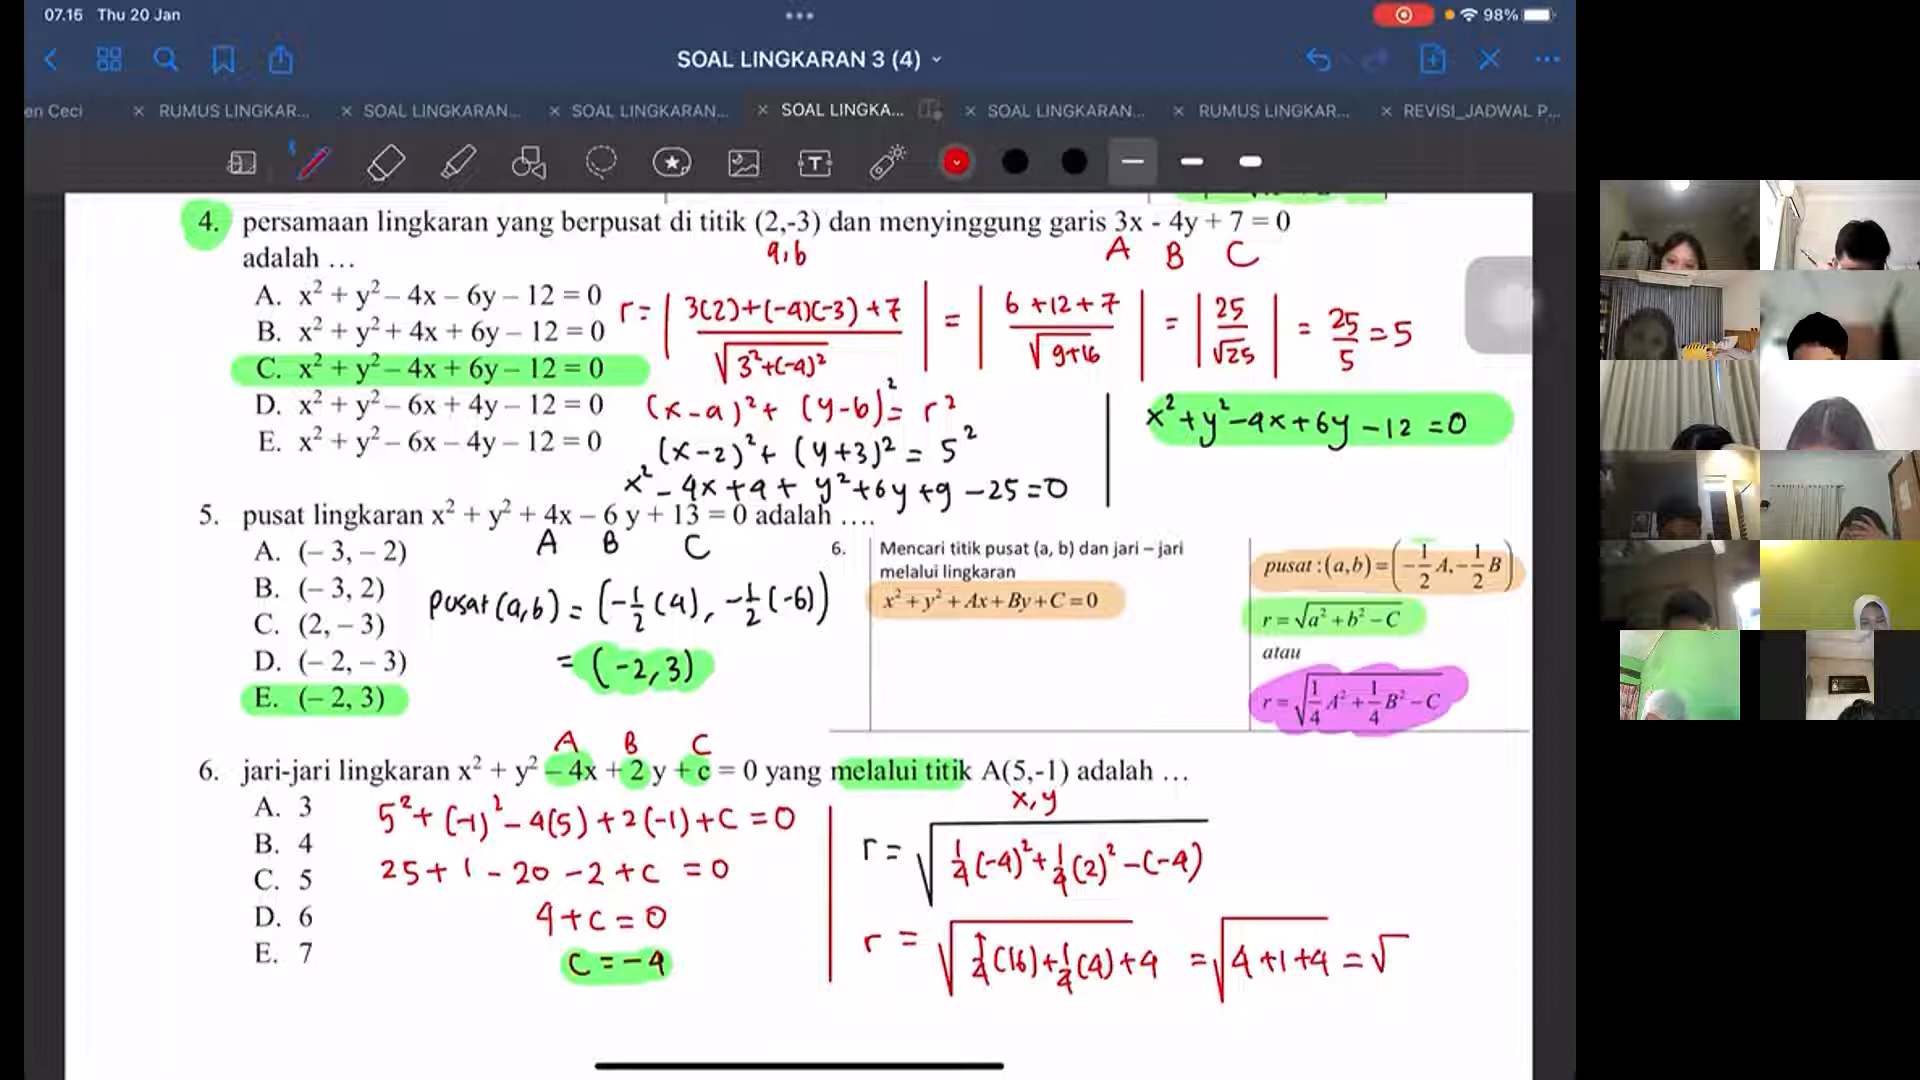 07.15 Thu 20 Jan
98%
SOAL LINGKARAN 3 (4)
en Ceci
RUMUS LINGKAR...
SOAL LINGKARAN...
SOAL LINGKARAN...
SOAL LINGKA...
SOAL LINGKARAN...
RUMUS LINGKAR...
REVISI_JADWAL P...
4. persamaan lingkaran yang berpusat di titik (2,-3) dan menyinggung garis 3x - 4y + 7 = 0
adalah …
a,b
A B C
A. x² + y² – 4x – 6y – 12 = 0
B. x² + y² + 4x + 6y – 12 = 0
C. x² + y² – 4x + 6y – 12 = 0
D. x² + y² – 6x + 4y – 12 = 0
E. x² + y² – 6x – 4y – 12 = 0
r = | 3(2)+(-4)(-3)+7 / √3²+(-4)² | = | 6+12+7 / √9+16 | = | 25 / √25 | = 25/5 = 5
(x-a)² + (y-b)² = r²
(x-2)² + (y+3)² = 5²
x² - 4x + 4 + y² + 6y + 9 - 25 = 0
x² + y² - 4x + 6y - 12 = 0
5. pusat lingkaran x² + y² + 4x – 6 y + 13 = 0 adalah ….
A B C
A. (– 3, – 2)
B. (– 3, 2)
C. (2, – 3)
D. (– 2, – 3)
E. (– 2, 3)
pusat (a,b) = (-1/2 (4), -1/2 (-6))
= (-2, 3)
6. Mencari titik pusat (a, b) dan jari – jari
melalui lingkaran
x² + y² + Ax + By + C = 0
pusat : (a,b) = (-1/2 A, -1/2 B)
r = √a² + b² – C
atau
r = √1/4 A² + 1/4 B² – C
A B C
6. jari-jari lingkaran x² + y² – 4x + 2 y + c = 0 yang melalui titik A(5,-1) adalah …
x, y
A. 3
B. 4
C. 5
D. 6
E. 7
5² + (-1)² - 4(5) + 2(-1) + c = 0
25 + 1 - 20 - 2 + c = 0
4 + c = 0
c = -4
r = √1/4 (-4)² + 1/4 (2)² - (-4)
r = √1/4 (16) + 1/4 (4) + 4 = √4+1+4 = √